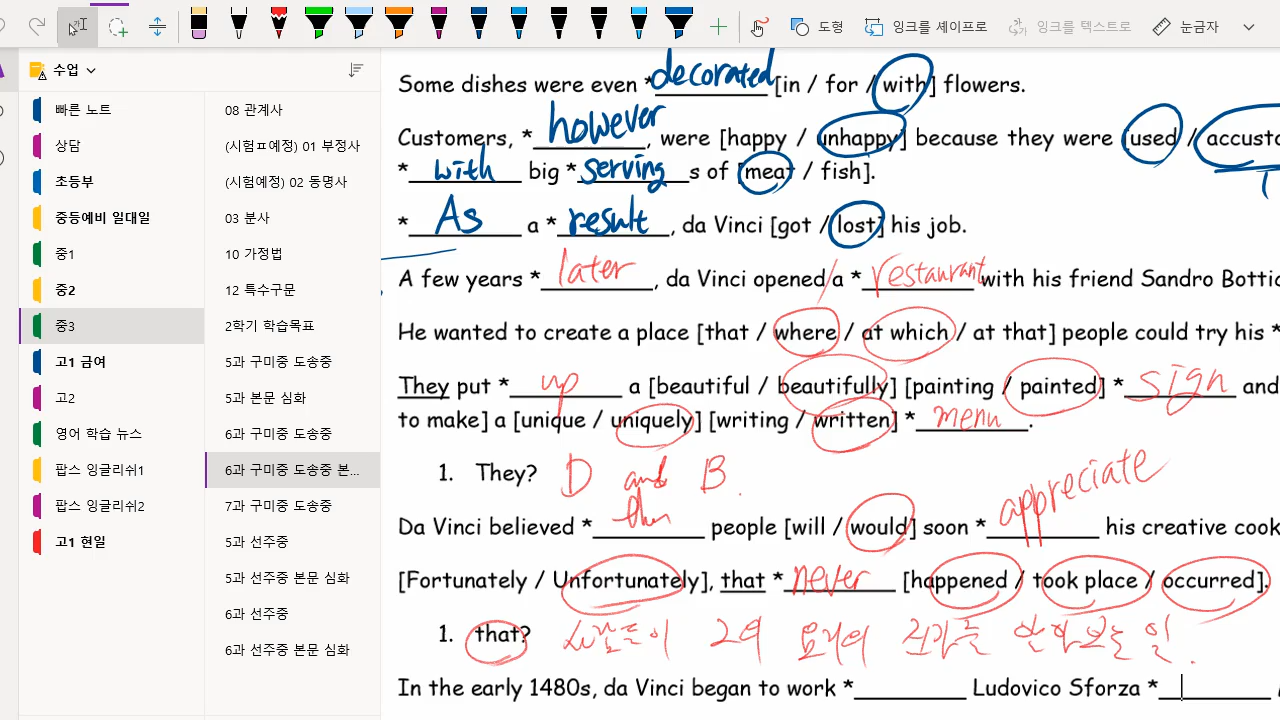 도형 잉크를 셰이프로 잉크를 텍스트로 눈금자
수업
빠른 노트
상담
초등부
중등예비 일대일
중1
중2
중3
고1 금여
고2
영어 학습 뉴스
팝스 잉글리쉬1
팝스 잉글리쉬2
고1 현일
08 관계사
(시험ㅍ예정) 01 부정사
(시험예정) 02 동명사
03 분사
10 가정법
12 특수구문
2학기 학습목표
5과 구미중 도송중
5과 본문 심화
6과 구미중 도송중
6과 구미중 도송중 본...
7과 구미중 도송중
5과 선주중
5과 선주중 본문 심화
6과 선주중
6과 선주중 본문 심화
Some dishes were even *decorated [in / for / with] flowers.
Customers, *however, were [happy / unhappy] because they were [used / accusto
*with big *servings of [meat / fish].
*As a *result, da Vinci [got / lost] his job.
A few years *later, da Vinci opened / a *restaurant with his friend Sandro Bottic
He wanted to create a place [that / where / at which / at that] people could try his *
They put *up a [beautiful / beautifully] [painting / painted] *sign and
to make] a [unique / uniquely] [writing / written] *menu.
1. They? D and B.
Da Vinci believed * people [will / would] soon *appreciate his creative cook
[Fortunately / Unfortunately], that *never [happened / took place / occurred].
1. that? 사람들이 그의 요리의 진가를 알아보는 일.
In the early 1480s, da Vinci began to work *__________ Ludovico Sforza *__________